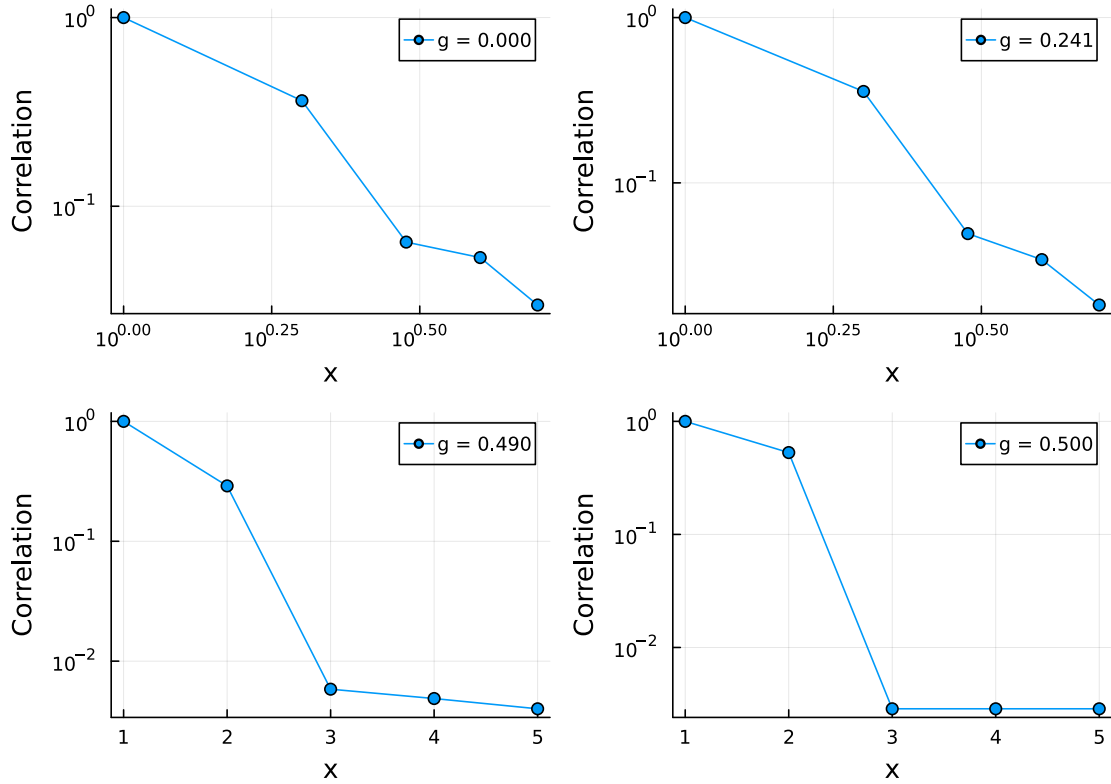 10^0
10^-1
Correlation
g = 0.000
10^0.00
10^0.25
10^0.50
x
10^0
10^-1
Correlation
g = 0.241
10^0.00
10^0.25
10^0.50
x
10^0
10^-1
10^-2
Correlation
g = 0.490
1 2 3 4 5
x
10^0
10^-1
10^-2
Correlation
g = 0.500
1 2 3 4 5
x